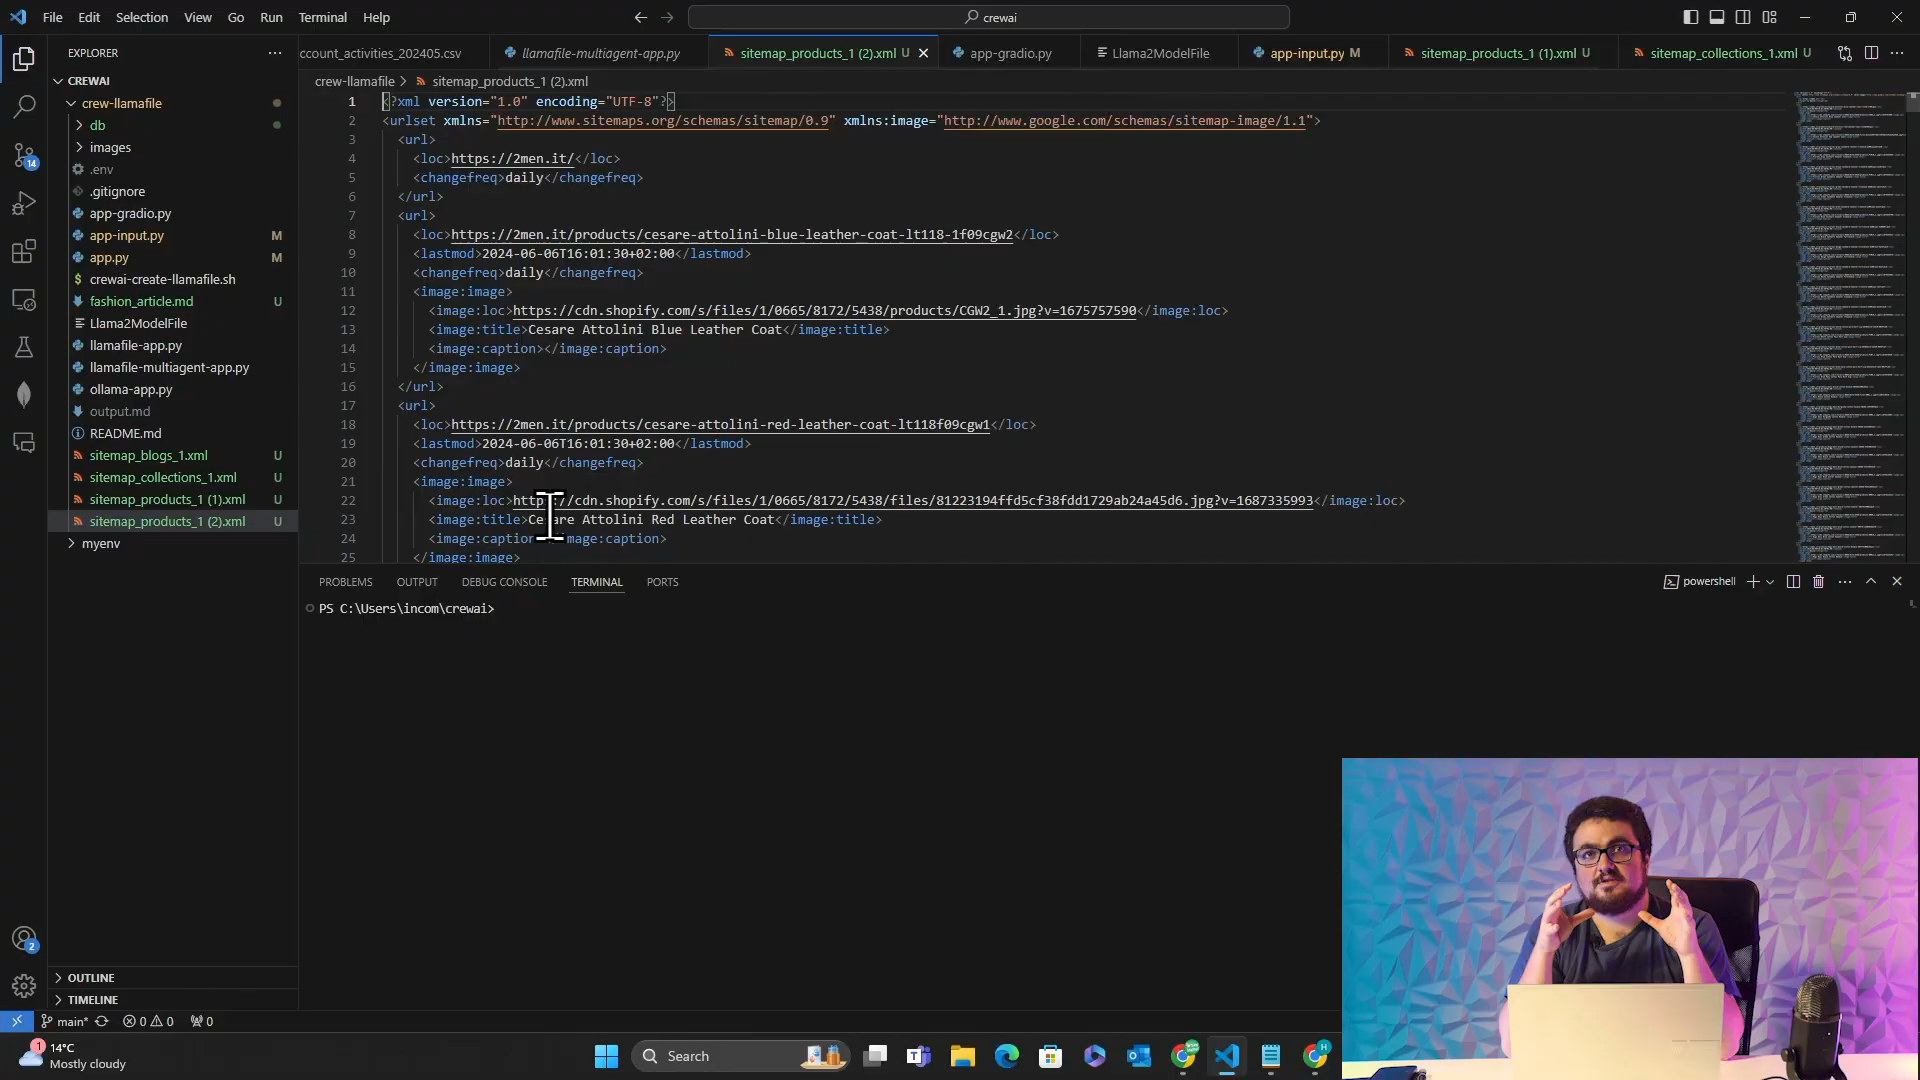 File Edit Selection View Go Run Terminal Help
crewai
EXPLORER
ccount_activities_202405.csv
llamafile-multiagent-app.py
sitemap_products_1 (2).xml U
app-gradio.py
Llama2ModelFile
app-input.py M
sitemap_products_1 (1).xml U
sitemap_collections_1.xml U
CREWAI
crew-llamafile
db
images
.env
.gitignore
app-gradio.py
app-input.py M
app.py M
crewai-create-llamafile.sh
fashion_article.md U
Llama2ModelFile
llamafile-app.py
llamafile-multiagent-app.py
ollama-app.py
output.md
README.md
sitemap_blogs_1.xml U
sitemap_collections_1.xml U
sitemap_products_1 (1).xml U
sitemap_products_1 (2).xml U
myenv
OUTLINE
TIMELINE
14
2
crew-llamafile > sitemap_products_1 (2).xml
1 <?xml version="1.0" encoding="UTF-8"?>
2 <urlset xmlns="http://www.sitemaps.org/schemas/sitemap/0.9" xmlns:image="http://www.google.com/schemas/sitemap-image/1.1">
3 <url>
4 <loc>https://2men.it/</loc>
5 <changefreq>daily</changefreq>
6 </url>
7 <url>
8 <loc>https://2men.it/products/cesare-attolini-blue-leather-coat-lt118-1f09cgw2</loc>
9 <lastmod>2024-06-06T16:01:30+02:00</lastmod>
10 <changefreq>daily</changefreq>
11 <image:image>
12 <image:loc>https://cdn.shopify.com/s/files/1/0665/8172/5438/products/CGW2_1.jpg?v=1675757590</image:loc>
13 <image:title>Cesare Attolini Blue Leather Coat</image:title>
14 <image:caption></image:caption>
15 </image:image>
16 </url>
17 <url>
18 <loc>https://2men.it/products/cesare-attolini-red-leather-coat-lt118f09cgw1</loc>
19 <lastmod>2024-06-06T16:01:30+02:00</lastmod>
20 <changefreq>daily</changefreq>
21 <image:image>
22 <image:loc>https://cdn.shopify.com/s/files/1/0665/8172/5438/files/81223194ffd5cf38fdd1729ab24a45d6.jpg?v=1687335993</image:loc>
23 <image:title>Cesare Attolini Red Leather Coat</image:title>
24 <image:caption></image:caption>
25 </image:image>
PROBLEMS OUTPUT DEBUG CONSOLE TERMINAL PORTS
powershell
PS C:\Users\incom\crewai>
main* 0 0 0
1
14°C
Mostly cloudy
Search